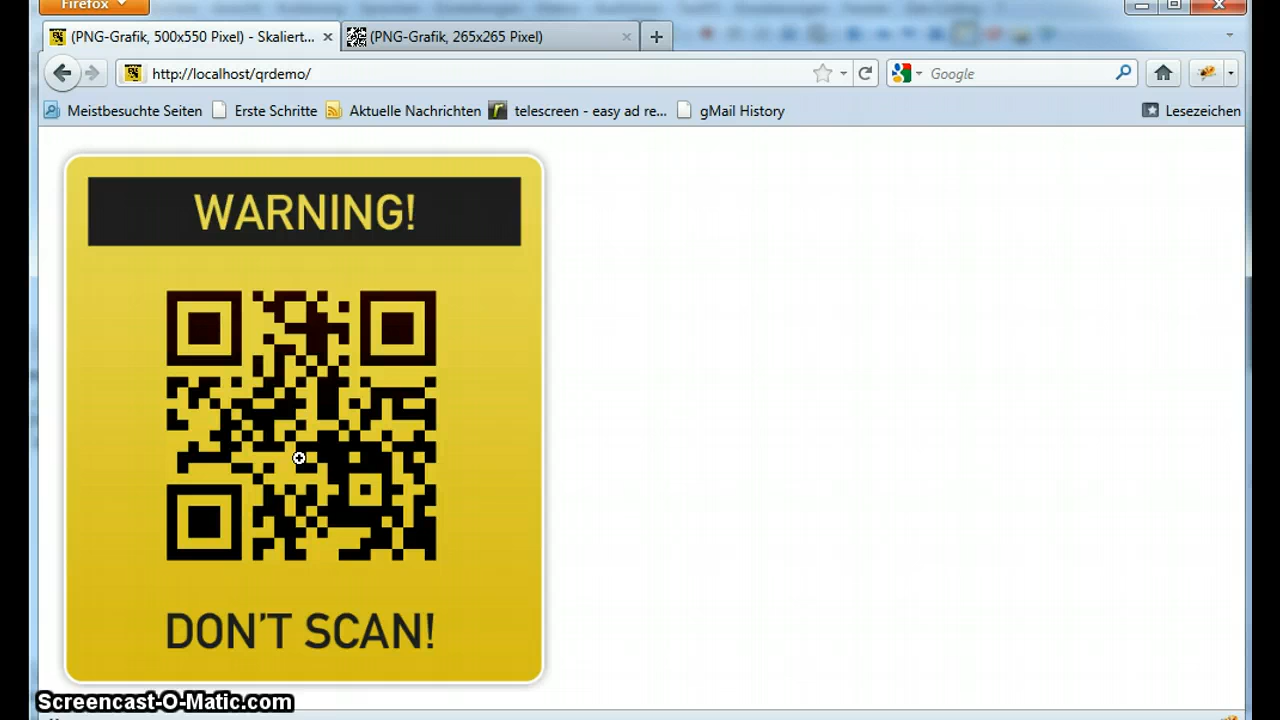 Firefox
(PNG-Grafik, 500x550 Pixel) - Skaliert...
(PNG-Grafik, 265x265 Pixel)
http://localhost/qrdemo/
Google
Meistbesuchte Seiten
Erste Schritte
Aktuelle Nachrichten
telescreen - easy ad re...
gMail History
Lesezeichen
WARNING!
DON'T SCAN!
Screencast-O-Matic.com